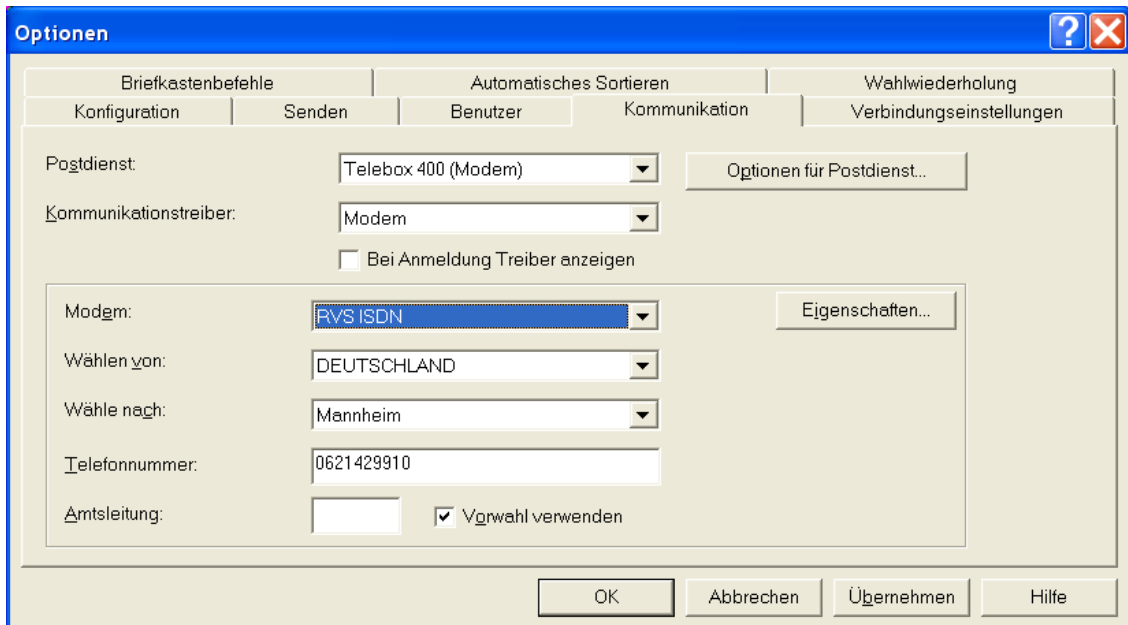 Optionen
Briefkastenbefehle Automatisches Sortieren Wahlwiederholung
Konfiguration Senden Benutzer Kommunikation Verbindungseinstellungen
Postdienst: Telebox 400 (Modem) Optionen für Postdienst...
Kommunikationstreiber: Modem
Bei Anmeldung Treiber anzeigen
Modem: RVS ISDN Eigenschaften...
Wählen von: DEUTSCHLAND
Wähle nach: Mannheim
Telefonnummer: 0621429910
Amtsleitung: Vorwahl verwenden
OK Abbrechen Übernehmen Hilfe